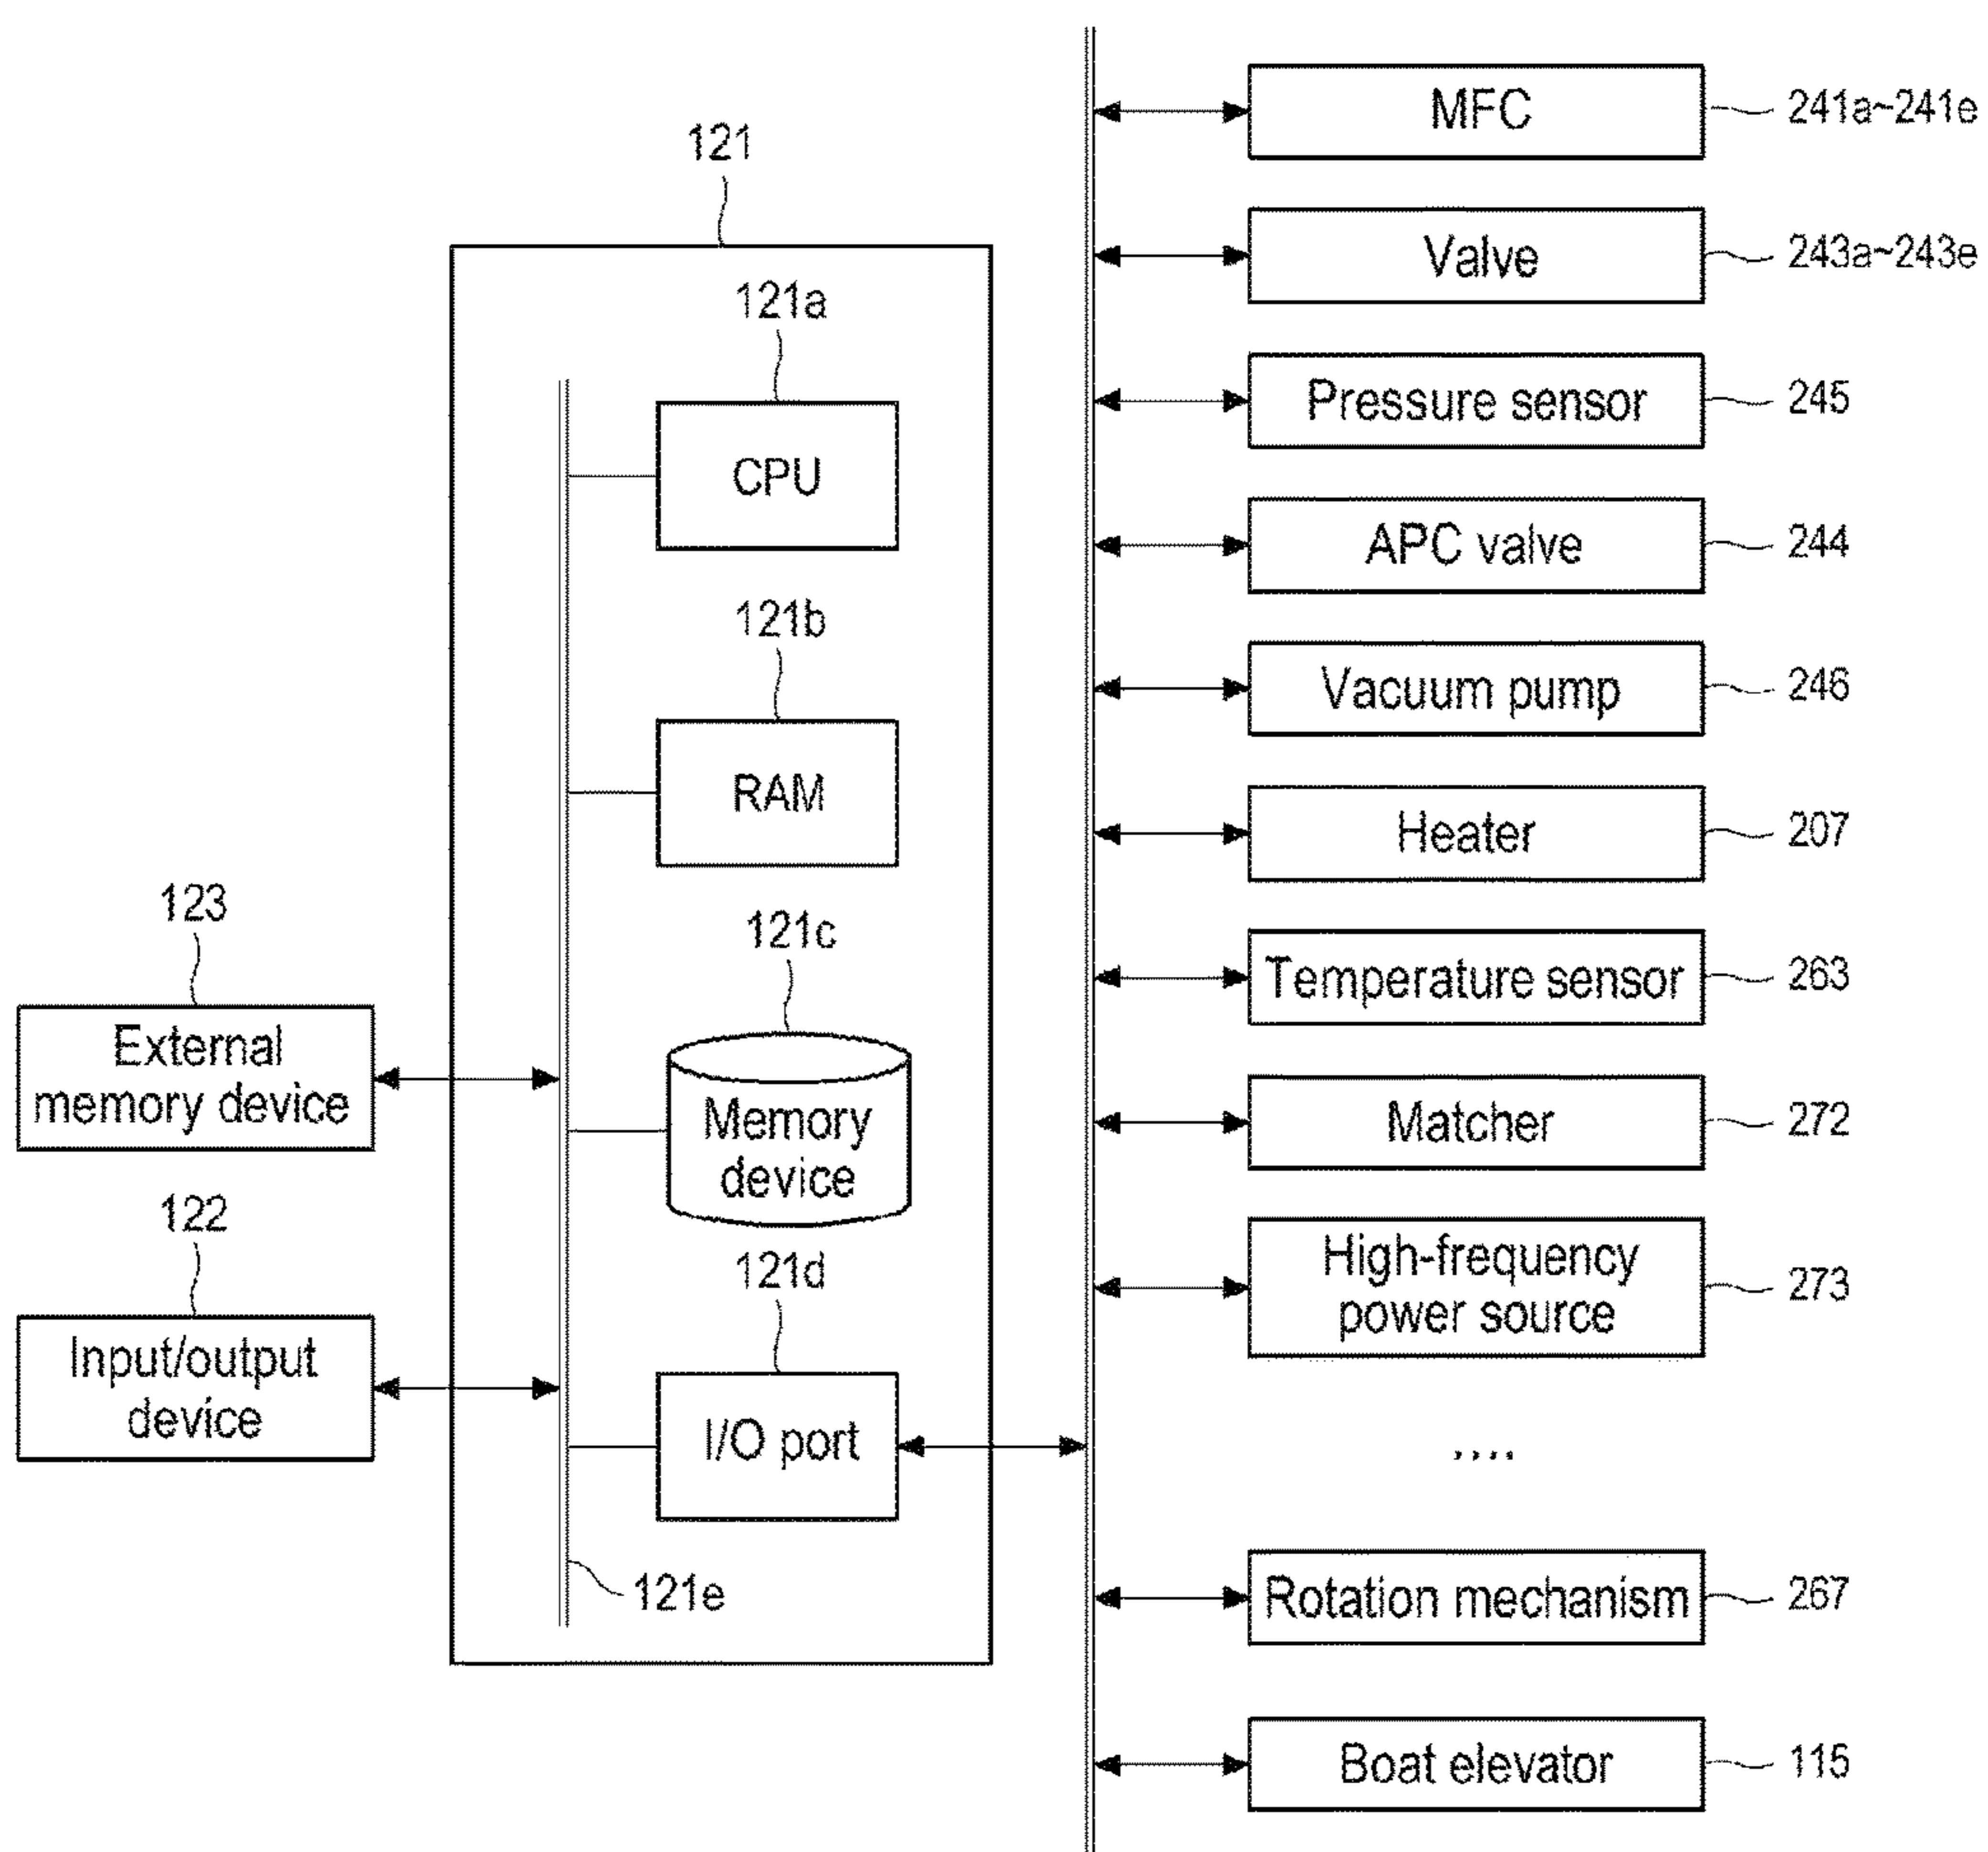 121
121a
CPU
121b
RAM
121c
Memory
device
121d
I/O port
121e
123
External
memory device
122
Input/output
device
MFC
241a~241e
Valve
243a~243e
Pressure sensor
245
APC valve
244
Vacuum pump
246
Heater
207
Temperature sensor
263
Matcher
272
High-frequency
power source
273
....
Rotation mechanism
267
Boat elevator
115